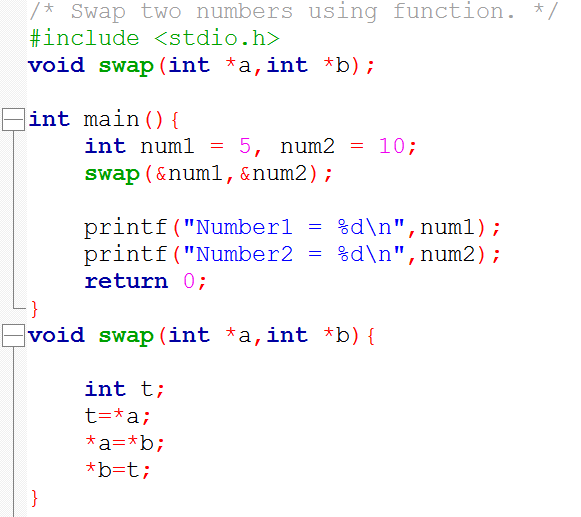 /* Swap two numbers using function. */
#include <stdio.h>
void swap(int *a,int *b);

int main(){
    int num1 = 5, num2 = 10;
    swap(&num1,&num2);

    printf("Number1 = %d\n",num1);
    printf("Number2 = %d\n",num2);
    return 0;
}
void swap(int *a,int *b){

    int t;
    t=*a;
    *a=*b;
    *b=t;
}